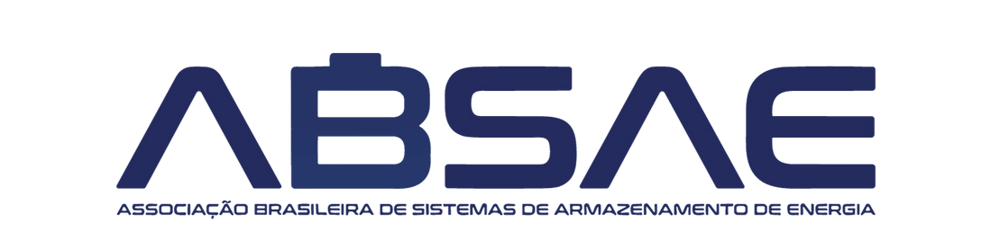 ABSAE
ASSOCIAÇÃO BRASILEIRA DE SISTEMAS DE ARMAZENAMENTO DE ENERGIA